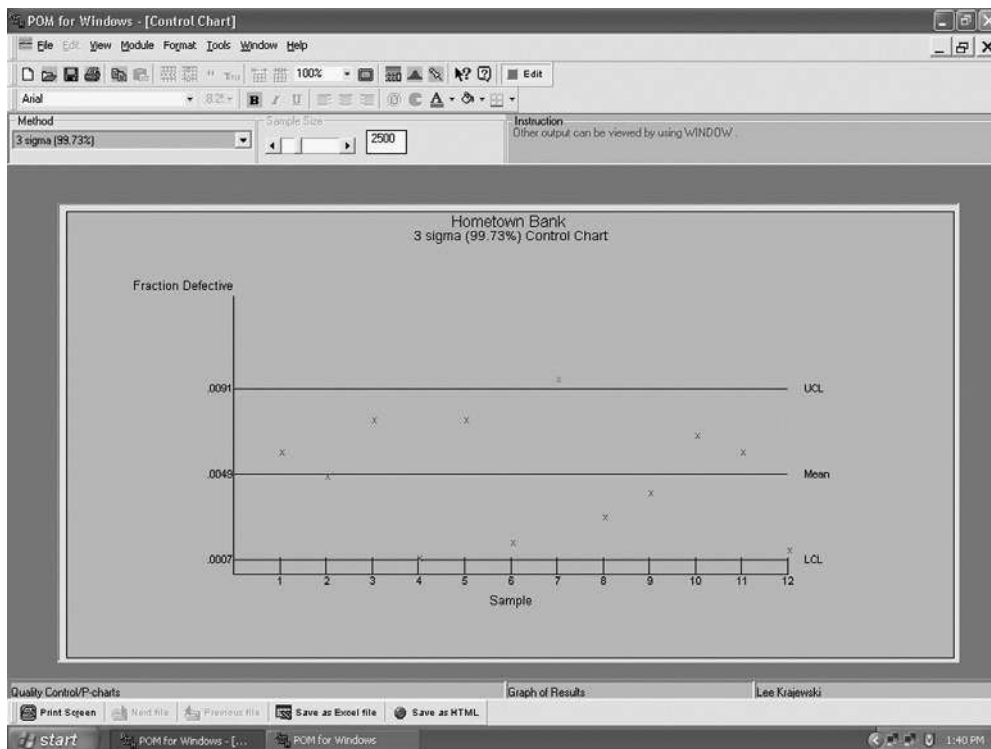 POM for Windows - [Control Chart]
File Edit View Module Format Tools Window Help
100% Edit
Arial 8.25 B I U A
Method Sample Size Instruction
3 sigma (99.73%) 2500 Other output can be viewed by using WINDOW .
Hometown Bank
3 sigma (99.73%) Control Chart
Fraction Defective
.0091 UCL
.0049 Mean
.0007 LCL
1 2 3 4 5 6 7 8 9 10 11 12
Sample
Quality Control/P-charts Graph of Results Lee Krajewski
Print Screen Next file Previous file Save as Excel file Save as HTML
start POM for Windows - [... POM for Windows 1:40 PM